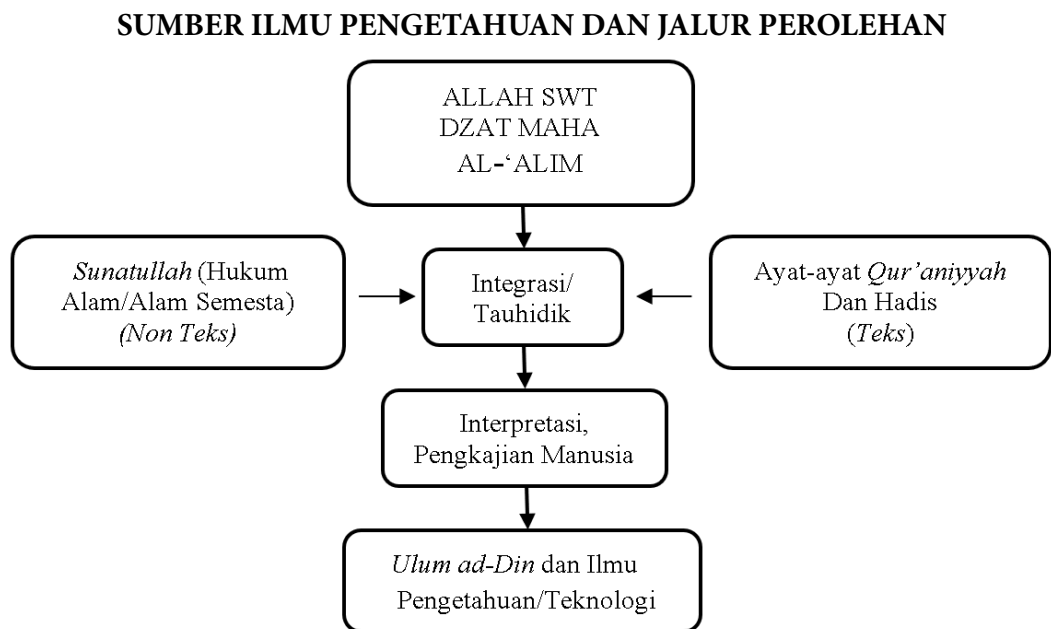 SUMBER ILMU PENGETAHUAN DAN JALUR PEROLEHAN
ALLAH SWT
DZAT MAHA
AL-‘ALIM
Sunatullah (Hukum
Alam/Alam Semesta)
(Non Teks)
Integrasi/
Tauhidik
Ayat-ayat Qur’aniyyah
Dan Hadis
(Teks)
Interpretasi,
Pengkajian Manusia
Ulum ad-Din dan Ilmu
Pengetahuan/Teknologi